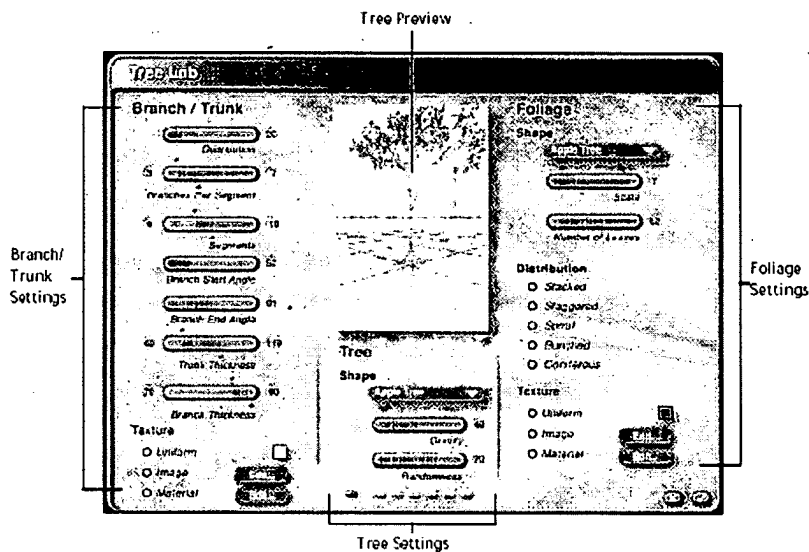 Tree Preview
Tree Lab
Branch / Trunk
Distribution
Branches Per Segment
Segments
Branch Start Angle
Branch End Angle
Trunk Thickness
Branch Thickness
Texture
Uniform
Image
Material
Tree
Shape
Gravity
Randomness
Foliage
Shape
Scale
Number of Leaves
Distribution
Stacked
Staggered
Spiral
Bunched
Coniferous
Texture
Uniform
Image
Material
Branch/
Trunk
Settings
Foliage
Settings
Tree Settings